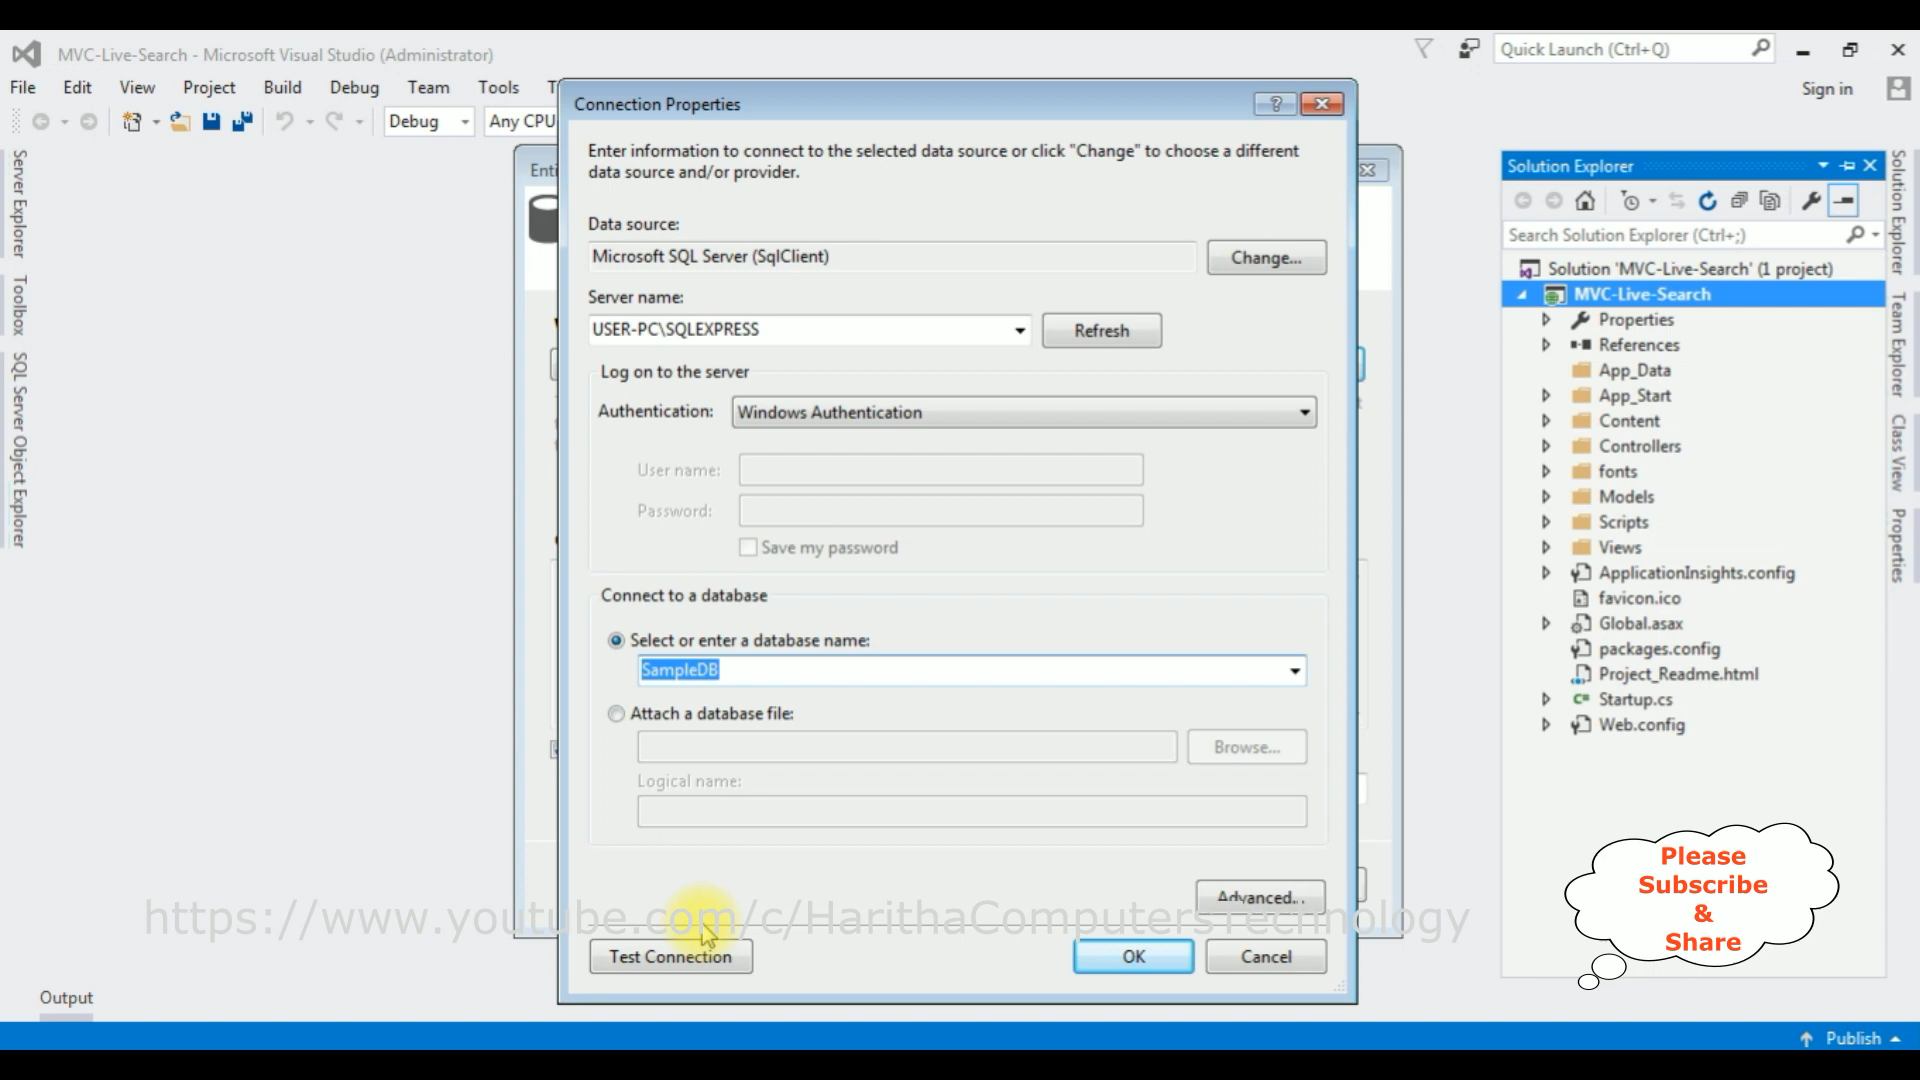 MVC-Live-Search - Microsoft Visual Studio (Administrator)
Quick Launch (Ctrl+Q)
File Edit View Project Build Debug Team Tools
Sign in
Debug
Any CPU
Server Explorer
Toolbox
SQL Server Object Explorer
Connection Properties
Enter information to connect to the selected data source or click "Change" to choose a different
data source and/or provider.
Data source:
Microsoft SQL Server (SqlClient)
Change...
Server name:
USER-PC\SQLEXPRESS
Refresh
Log on to the server
Authentication:
Windows Authentication
User name:
Password:
Save my password
Connect to a database
Select or enter a database name:
SampleDB
Attach a database file:
Browse...
Logical name:
Advanced...
Test Connection
OK
Cancel
Solution Explorer
Search Solution Explorer (Ctrl+;)
Solution 'MVC-Live-Search' (1 project)
MVC-Live-Search
Properties
References
App_Data
App_Start
Content
Controllers
fonts
Models
Scripts
Views
ApplicationInsights.config
favicon.ico
Global.asax
packages.config
Project_Readme.html
Startup.cs
Web.config
Solution Explorer
Team Explorer
Class View
Properties
Please
Subscribe
&
Share
https://www.youtube.com/c/HarithaComputersTechnology
Output
Publish